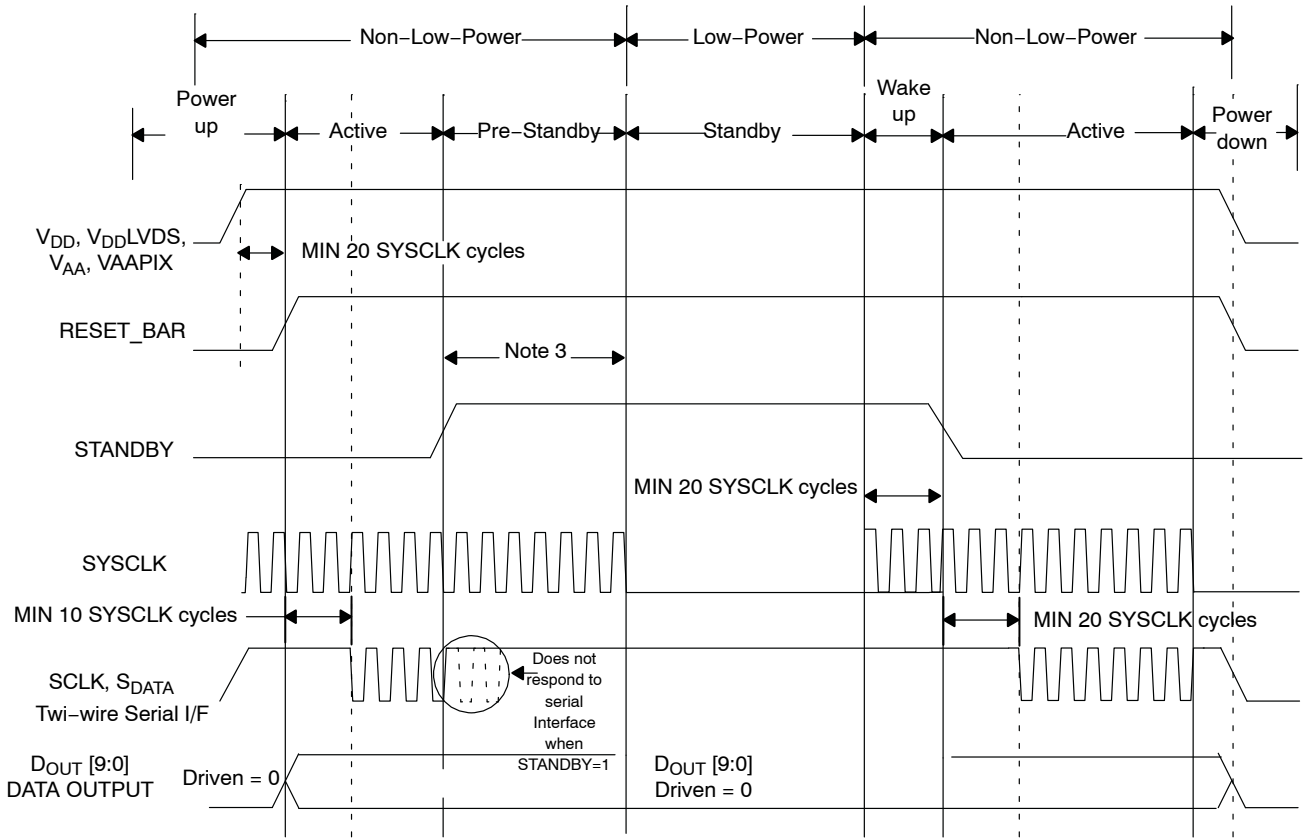 Non-Low-Power
Low-Power
Non-Low-Power
Power
up
Active
Pre-Standby
Standby
Wake
up
Active
Power
down
VDD, VDDLVDS,
VAA, VAAPIX
MIN 20 SYSCLK cycles
RESET_BAR
Note 3
STANDBY
MIN 20 SYSCLK cycles
SYSCLK
MIN 10 SYSCLK cycles
MIN 20 SYSCLK cycles
SCLK, SDATA
Twi-wire Serial I/F
Does not
respond to
serial
Interface
when
STANDBY=1
DOUT [9:0]
DATA OUTPUT
Driven = 0
DOUT [9:0]
Driven = 0